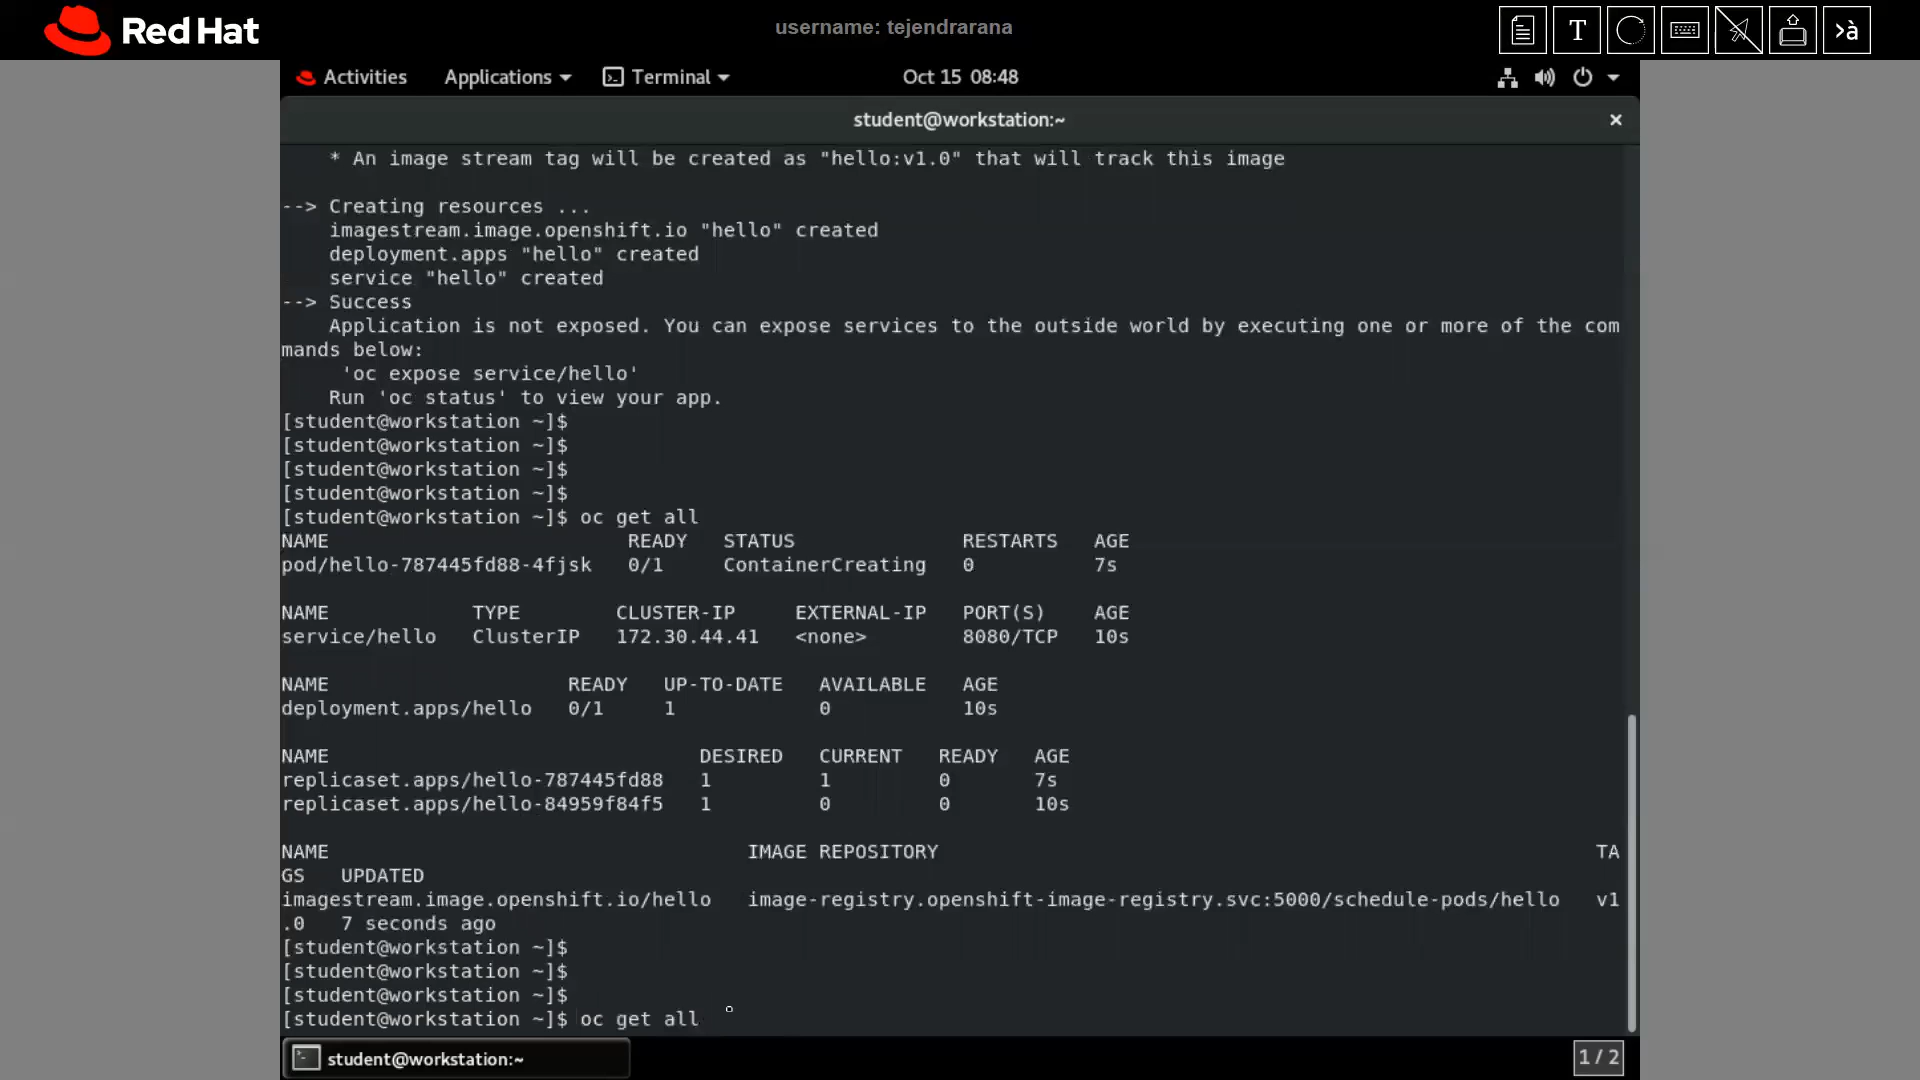 Red Hat
username: tejendrarana
T
>à
Activities Applications Terminal Oct 15 08:48
student@workstation:~ ×
* An image stream tag will be created as "hello:v1.0" that will track this image
--> Creating resources ...
imagestream.image.openshift.io "hello" created
deployment.apps "hello" created
service "hello" created
--> Success
Application is not exposed. You can expose services to the outside world by executing one or more of the com
mands below:
'oc expose service/hello'
Run 'oc status' to view your app.
[student@workstation ~]$
[student@workstation ~]$
[student@workstation ~]$
[student@workstation ~]$
[student@workstation ~]$ oc get all
NAME READY STATUS RESTARTS AGE
pod/hello-787445fd88-4fjsk 0/1 ContainerCreating 0 7s
NAME TYPE CLUSTER-IP EXTERNAL-IP PORT(S) AGE
service/hello ClusterIP 172.30.44.41 <none> 8080/TCP 10s
NAME READY UP-TO-DATE AVAILABLE AGE
deployment.apps/hello 0/1 1 0 10s
NAME DESIRED CURRENT READY AGE
replicaset.apps/hello-787445fd88 1 1 0 7s
replicaset.apps/hello-84959f84f5 1 0 0 10s
NAME IMAGE REPOSITORY TA
GS UPDATED
imagestream.image.openshift.io/hello image-registry.openshift-image-registry.svc:5000/schedule-pods/hello v1
.0 7 seconds ago
[student@workstation ~]$
[student@workstation ~]$
[student@workstation ~]$
[student@workstation ~]$ oc get all
student@workstation:~ 1 / 2